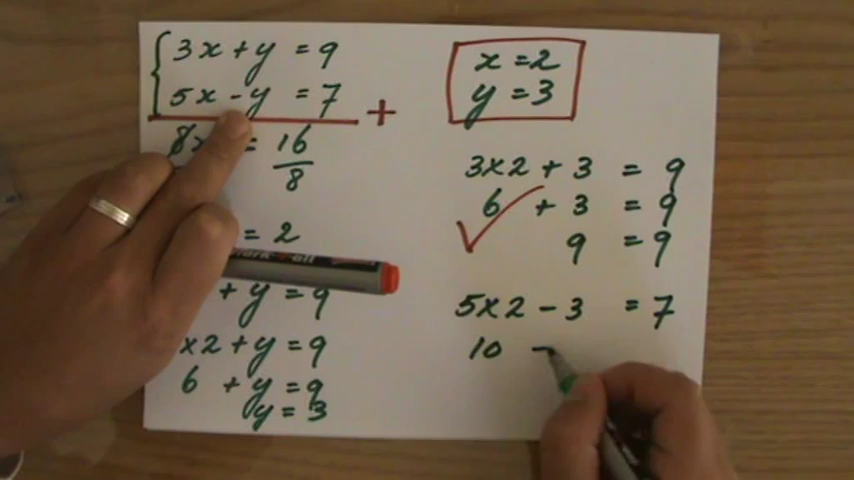 3x + y = 9
5x - y = 7
+
8x = 16
8
= 2
+ y = 9
x2 + y = 9
6 + y = 9
y = 3
x = 2
y = 3
3x2 + 3 = 9
6 + 3 = 9
9 = 9
5x2 - 3 = 7
10 -